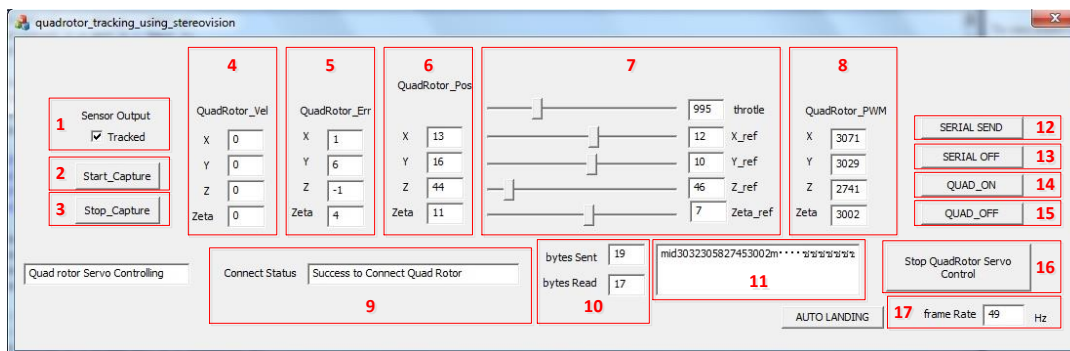 quadrotor_tracking_using_stereovision
1
Sensor Output
Tracked
2
Start_Capture
3
Stop_Capture
4
QuadRotor_Vel
X 0
Y 0
Z 0
Zeta 0
5
QuadRotor_Err
X 1
Y 6
Z -1
Zeta 4
6
QuadRotor_Pos
X 13
Y 16
Z 44
Zeta 11
7
995 throtle
12 X_ref
10 Y_ref
46 Z_ref
7 Zeta_ref
8
QuadRotor_PWM
X 3071
Y 3029
Z 2741
Zeta 3002
SERIAL SEND 12
SERIAL OFF 13
QUAD_ON 14
QUAD_OFF 15
Quad rotor Servo Controlling
Connect Status Success to Connect Quad Rotor
9
bytes Sent 19
bytes Read 17
10
mid3032305827453002m····
11
Stop QuadRotor Servo
Control
16
AUTO LANDING
17 frame Rate 49 Hz